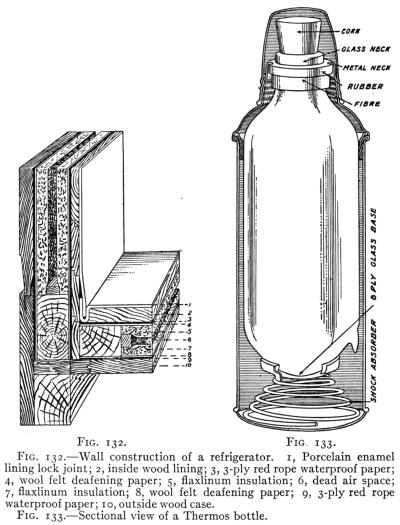 CORK
GLASS NECK
METAL NECK
RUBBER
FIBRE
8 PLY GLASS BASE
SHOCK ABSORBER
1
2
3
4
5
6
7
8
9
10
FIG. 132.
FIG. 133.
FIG. 132.—Wall construction of a refrigerator. 1, Porcelain enamel
lining lock joint; 2, inside wood lining; 3, 3-ply red rope waterproof paper;
4, wool felt deafening paper; 5, flaxlinum insulation; 6, dead air space;
7, flaxlinum insulation; 8, wool felt deafening paper; 9, 3-ply red rope
waterproof paper; 10, outside wood case.
FIG. 133.—Sectional view of a Thermos bottle.